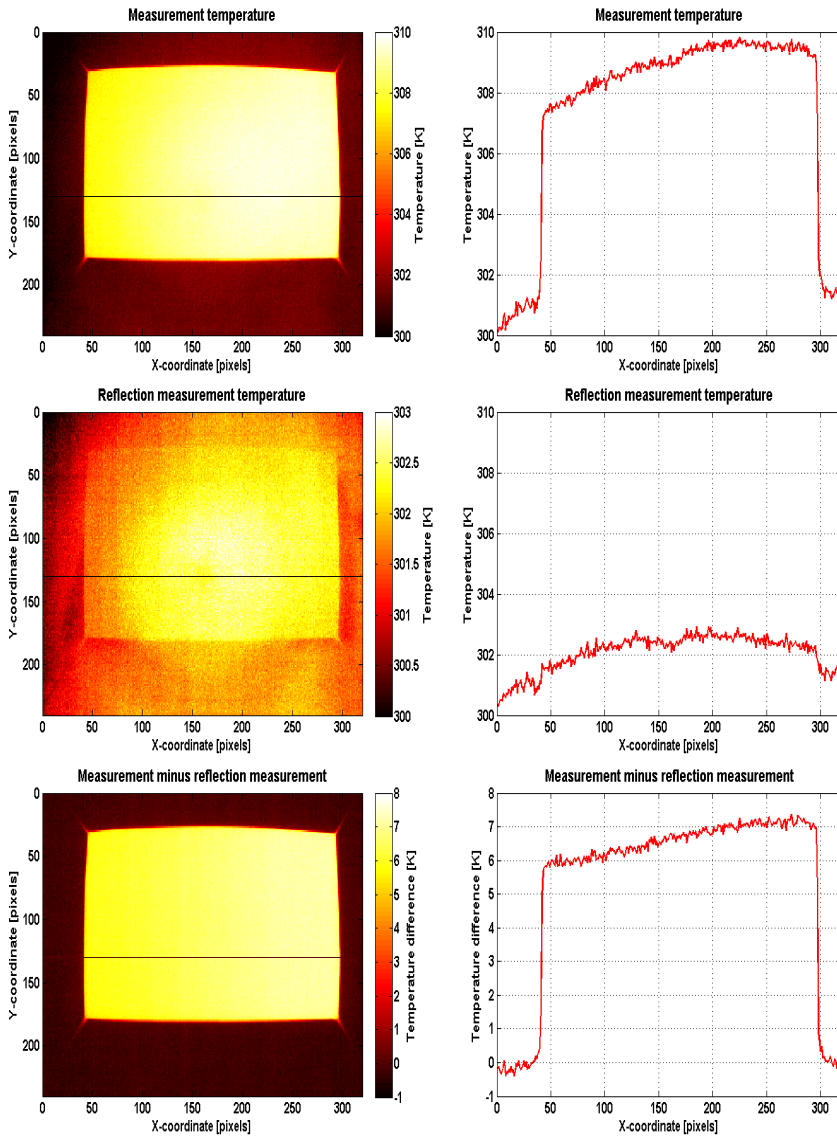 Measurement temperature
0
50
100
150
200
Y-coordinate [pixels]
0 50 100 150 200 250 300
X-coordinate [pixels]
310
308
306
304
302
300
Temperature [K]
Measurement temperature
310
308
306
304
302
300
Temperature [K]
0 50 100 150 200 250 300
X-coordinate [pixels]
Reflection measurement temperature
0
50
100
150
200
Y-coordinate [pixels]
0 50 100 150 200 250 300
X-coordinate [pixels]
303
302.5
302
301.5
301
300.5
300
Temperature [K]
Reflection measurement temperature
310
308
306
304
302
300
Temperature [K]
0 50 100 150 200 250 300
X-coordinate [pixels]
Measurement minus reflection measurement
0
50
100
150
200
Y-coordinate [pixels]
0 50 100 150 200 250 300
X-coordinate [pixels]
8
7
6
5
4
3
2
1
0
-1
Temperature difference [K]
Measurement minus reflection measurement
8
7
6
5
4
3
2
1
0
-1
Temperature difference [K]
0 50 100 150 200 250 300
X-coordinate [pixels]